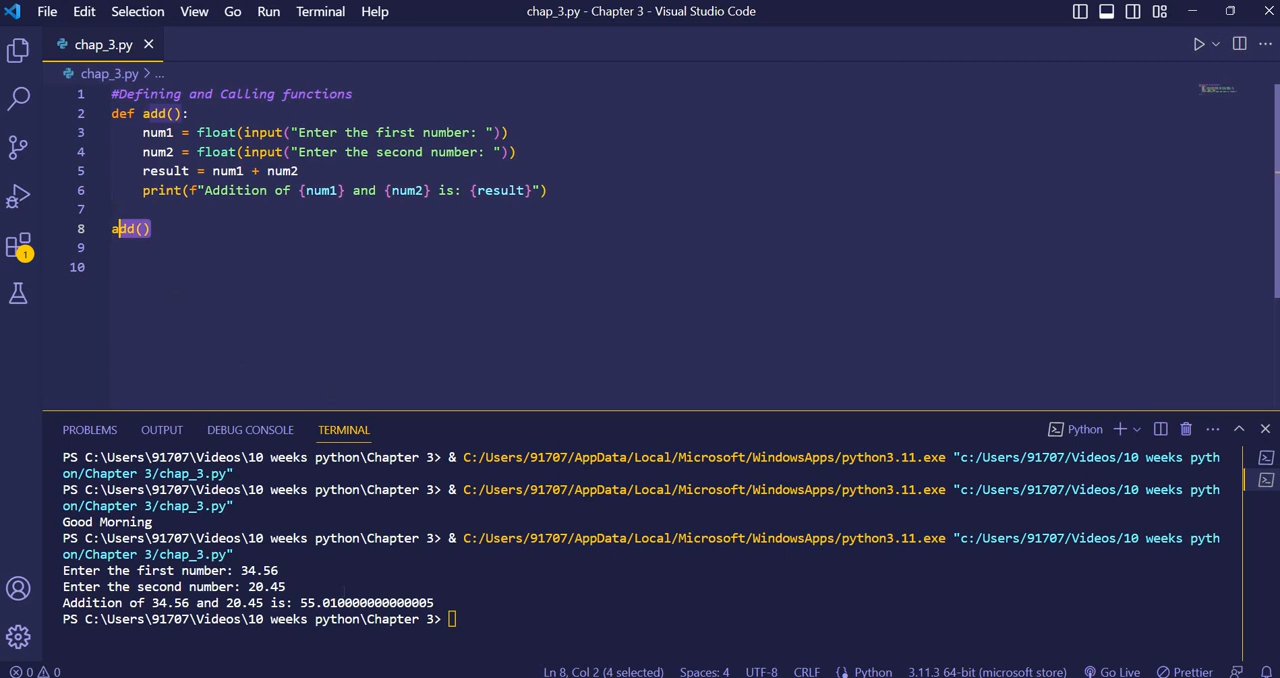 File Edit Selection View Go Run Terminal Help chap_3.py - Chapter 3 - Visual Studio Code
chap_3.py
chap_3.py > ...
1 #Defining and Calling functions
2 def add():
3 num1 = float(input("Enter the first number: "))
4 num2 = float(input("Enter the second number: "))
5 result = num1 + num2
6 print(f"Addition of {num1} and {num2} is: {result}")
7
8 add()
9
10
1
PROBLEMS OUTPUT DEBUG CONSOLE TERMINAL Python
PS C:\Users\91707\Videos\10 weeks python\Chapter 3> & C:/Users/91707/AppData/Local/Microsoft/WindowsApps/python3.11.exe "c:/Users/91707/Videos/10 weeks pyth
on/Chapter 3/chap_3.py"
PS C:\Users\91707\Videos\10 weeks python\Chapter 3> & C:/Users/91707/AppData/Local/Microsoft/WindowsApps/python3.11.exe "c:/Users/91707/Videos/10 weeks pyth
on/Chapter 3/chap_3.py"
Good Morning
PS C:\Users\91707\Videos\10 weeks python\Chapter 3> & C:/Users/91707/AppData/Local/Microsoft/WindowsApps/python3.11.exe "c:/Users/91707/Videos/10 weeks pyth
on/Chapter 3/chap_3.py"
Enter the first number: 34.56
Enter the second number: 20.45
Addition of 34.56 and 20.45 is: 55.010000000000005
PS C:\Users\91707\Videos\10 weeks python\Chapter 3>
0 0 Ln 8, Col 2 (4 selected) Spaces: 4 UTF-8 CRLF { } Python 3.11.3 64-bit (microsoft store) Go Live Prettier